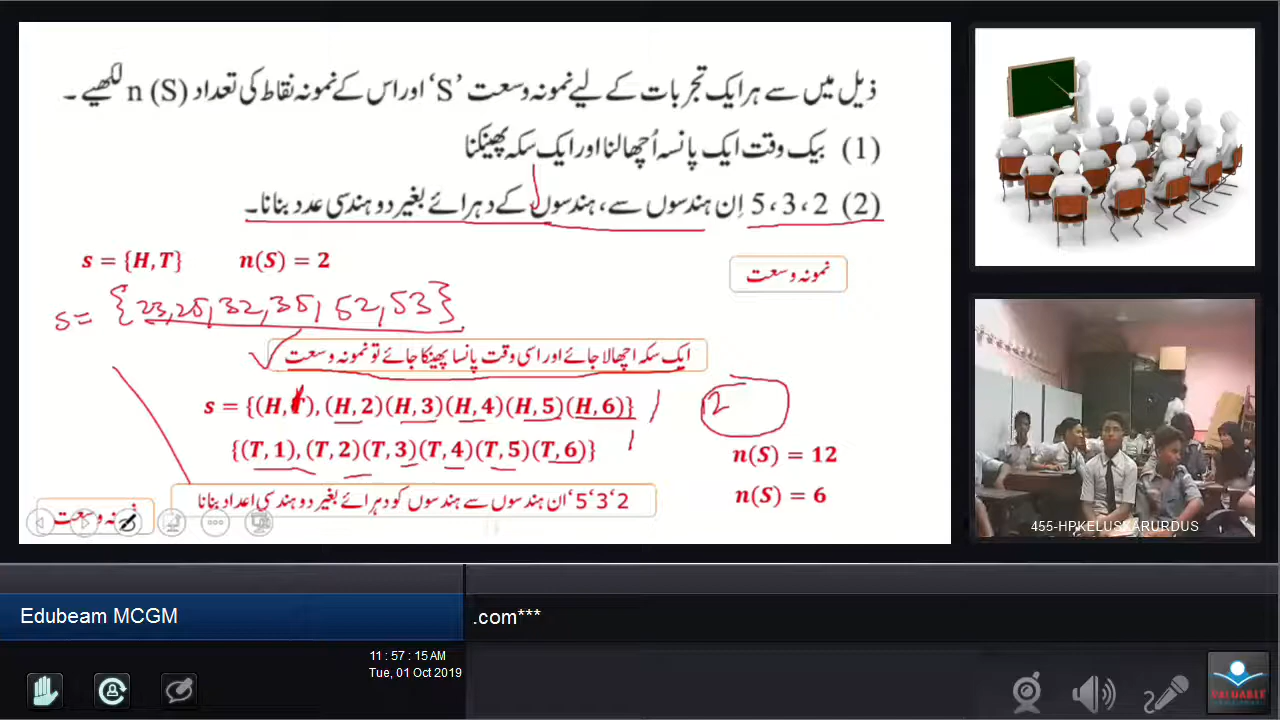 ذیل میں سے ہر ایک تجربات کے لیے نمونہ وسعت ’S‘ اور اس کے نمونہ نقاط کی تعداد n (S) لکھیے ۔
(1) بیک وقت ایک پانسہ اُچھالنا اور ایک سکہ پھینکنا
(2) 2 ، 3 ، 5 اِن ہندسوں سے ، ہندسوں کے دہرائے بغیر دو ہندسی عدد بنانا ۔
s = {H, T} n(S) = 2
نمونہ وسعت
s = {23, 25, 32, 35, 52, 53}
ایک سکہ اچھالا جائے اور اسی وقت پانسا پھینکا جائے تو نمونہ وسعت
s = {(H, 1), (H, 2)(H, 3)(H, 4)(H, 5)(H, 6)}
12
{(T, 1), (T, 2)(T, 3)(T, 4)(T, 5)(T, 6)}
n(S) = 12
n(S) = 6
2‘3‘5‘ ان ہندسوں سے ہندسوں کو دہرائے بغیر دو ہندسی اعداد بنانا
نمونہ وسعت
455-HPKELUSKARURDUS
Edubeam MCGM
.com***
11 : 57 : 15 AM
Tue, 01 Oct 2019
VALUABLE